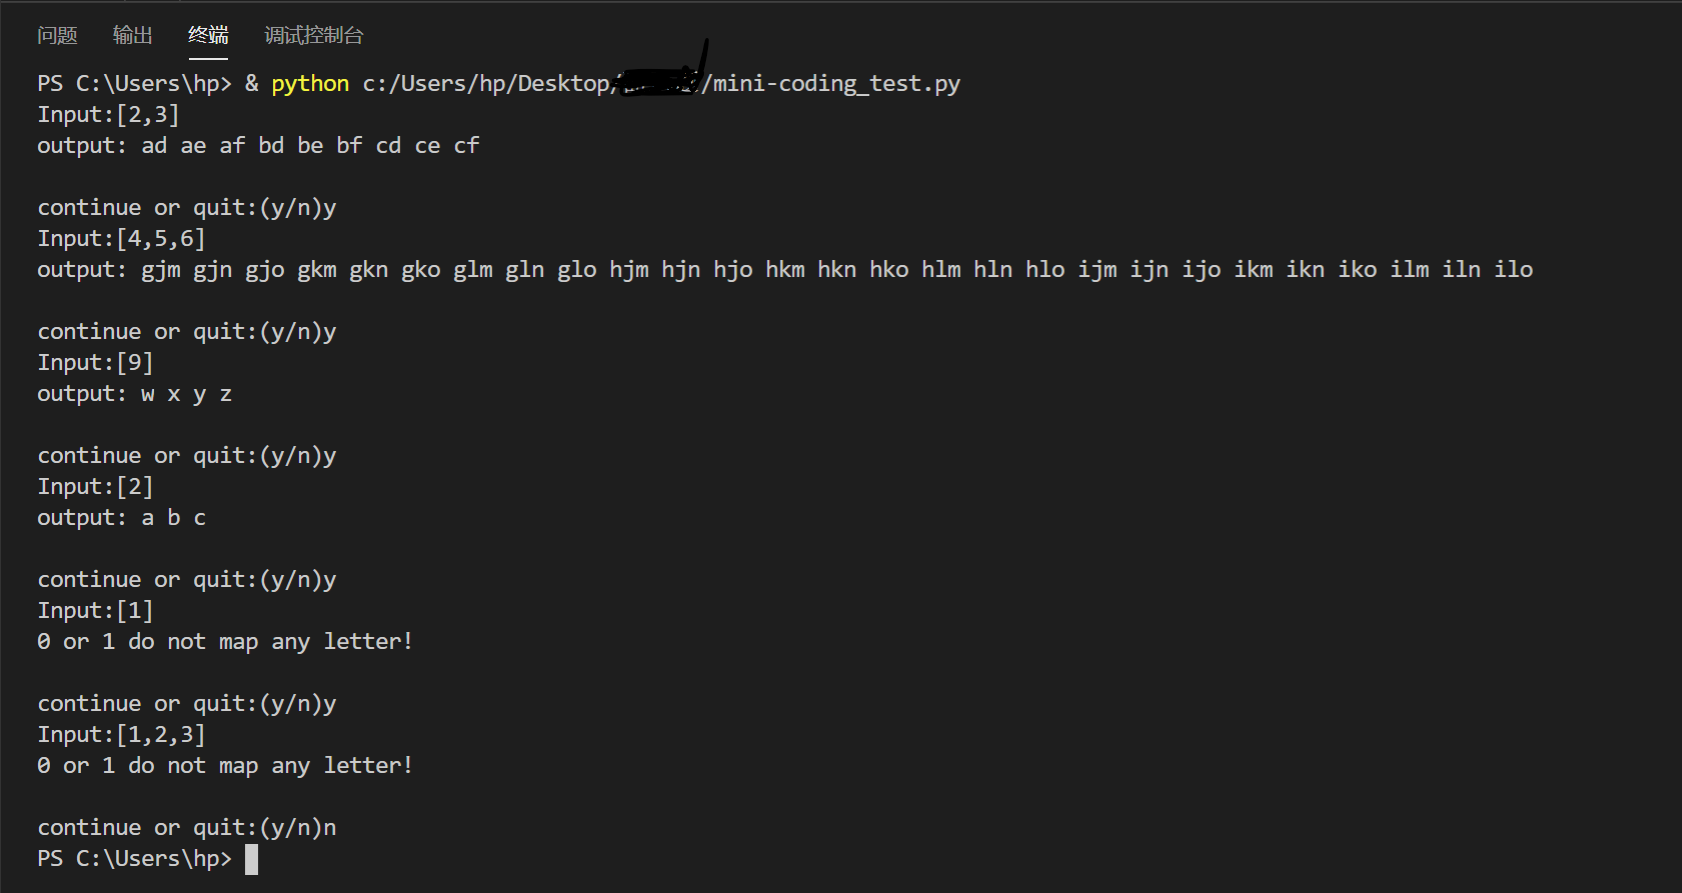 问题 输出 终端 调试控制台
PS C:\Users\hp> & python c:/Users/hp/Desktop/ /mini-coding_test.py
Input:[2,3]
output: ad ae af bd be bf cd ce cf
continue or quit:(y/n)y
Input:[4,5,6]
output: gjm gjn gjo gkm gkn gko glm gln glo hjm hjn hjo hkm hkn hko hlm hln hlo ijm ijn ijo ikm ikn iko ilm iln ilo
continue or quit:(y/n)y
Input:[9]
output: w x y z
continue or quit:(y/n)y
Input:[2]
output: a b c
continue or quit:(y/n)y
Input:[1]
0 or 1 do not map any letter!
continue or quit:(y/n)y
Input:[1,2,3]
0 or 1 do not map any letter!
continue or quit:(y/n)n
PS C:\Users\hp>